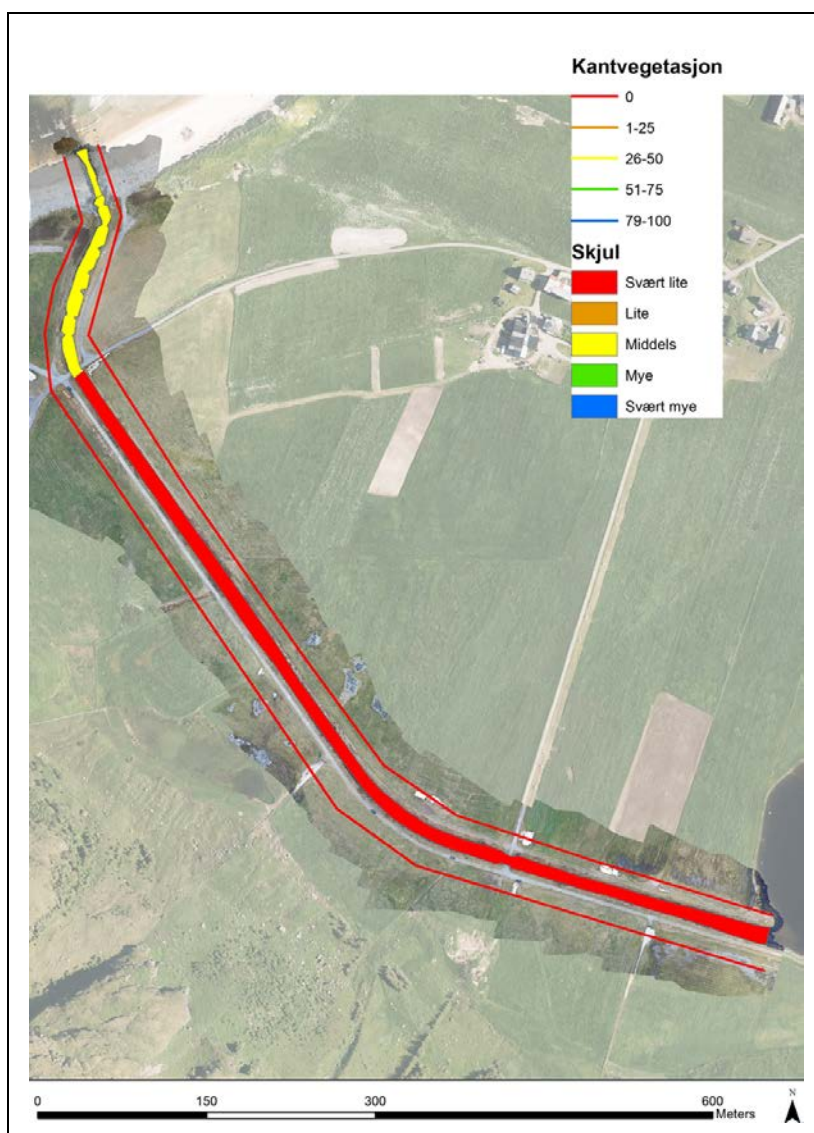 Kantvegetasjon
0
1-25
26-50
51-75
79-100
Skjul
Svært lite
Lite
Middels
Mye
Svært mye
0 150 300 600
Meters
N